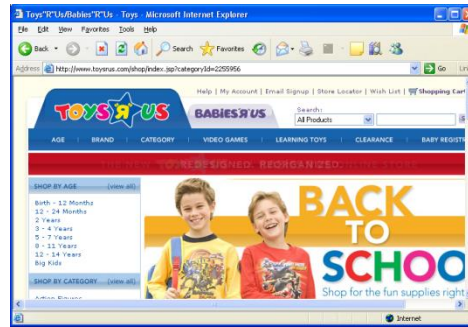 Toys"R"Us/Babies"R"Us - Toys - Microsoft Internet Explorer
File Edit View Favorites Tools Help
Back Search Favorites
Address http://www.toysrus.com/shop/index.jsp?categoryId=2255956 Go Lin
Help | My Account | Email Signup | Store Locator | Wish List | Shopping Cart
TOYS R US BABIES R US Search:
All Products
AGE BRAND CATEGORY VIDEO GAMES LEARNING TOYS CLEARANCE BABY REGISTR
REDESIGNED. REORGANIZED.
SHOP BY AGE (view all)
Birth - 12 Months
12 - 24 Months
2 Years
3 - 4 Years
5 - 7 Years
8 - 11 Years
12 - 14 Years
Big Kids
SHOP BY CATEGORY (view all)
Action Figures
BACK
TO
SCHOO
Shop for the fun supplies right
Internet